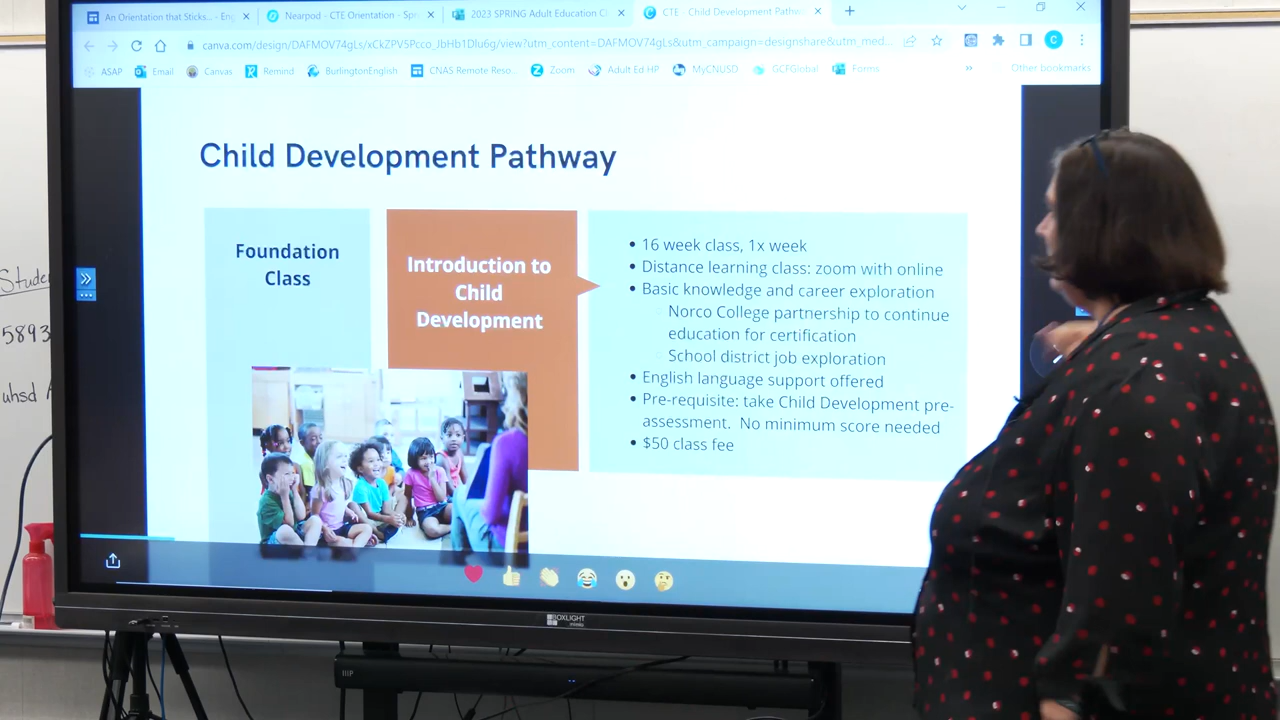 An Orientation that Sticks... - Eng
Nearpod - CTE Orientation - Spr
2023 SPRING Adult Education C
CTE - Child Development Pathw
canva.com/design/DAFMOV74gLs/xCkZPV5Pcco_JbHb1Dlu6g/view?utm_content=DAFMOV74gLs&utm_campaign=designshare&utm_med...
ASAP
Email
Canvas
Remind
BurlingtonEnglish
CNAS Remote Reso...
Zoom
Adult Ed HP
MyCNUSD
GCFGlobal
Forms
»
Other bookmarks
C
Child Development Pathway
Foundation
Class
Introduction to
Child
Development
• 16 week class, 1x week
• Distance learning class: zoom with online
• Basic knowledge and career exploration
Norco College partnership to continue
education for certification
School district job exploration
• English language support offered
• Pre-requisite: take Child Development pre-
assessment. No minimum score needed
• $50 class fee
Stude
5893
uhsd
BOXLIGHT
mimio